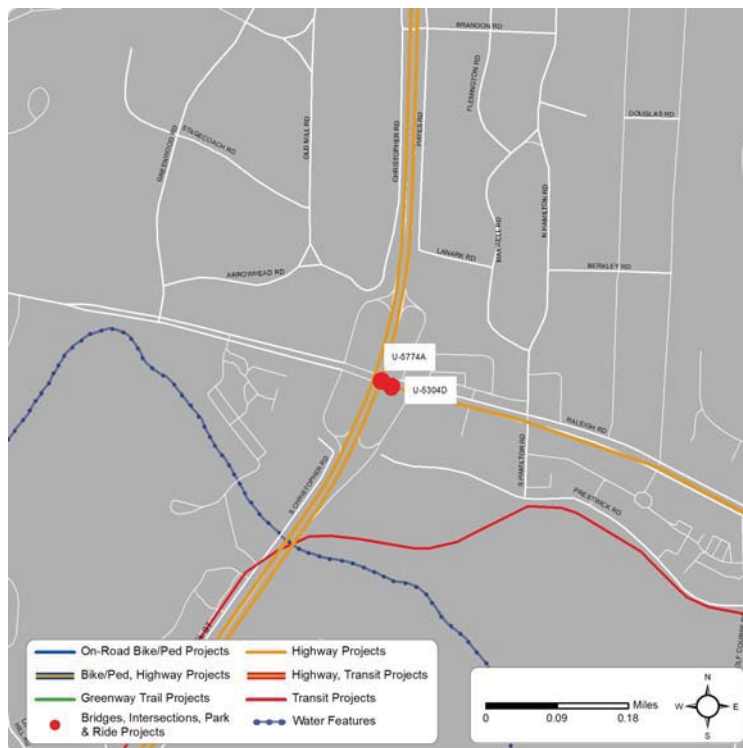 BRANDON RD
FLEMINGTON RD
DOUGLAS RD
GREENWOOD RD
STAGECOACH RD
OLD MILL RD
CHRISTOPHER RD
HAYES RD
MAXWELL RD
N HAMILTON RD
LANARK RD
BERKLEY RD
ARROWHEAD RD
U-5774A
U-5304D
RALEIGH RD
S HAMILTON RD
S CHRISTOPHER RD
PRESTWICK RD
On-Road Bike/Ped Projects
Bike/Ped, Highway Projects
Greenway Trail Projects
Bridges, Intersections, Park
& Ride Projects
Highway Projects
Highway, Transit Projects
Transit Projects
Water Features
N
W
E
S
Miles
0
0.09
0.18